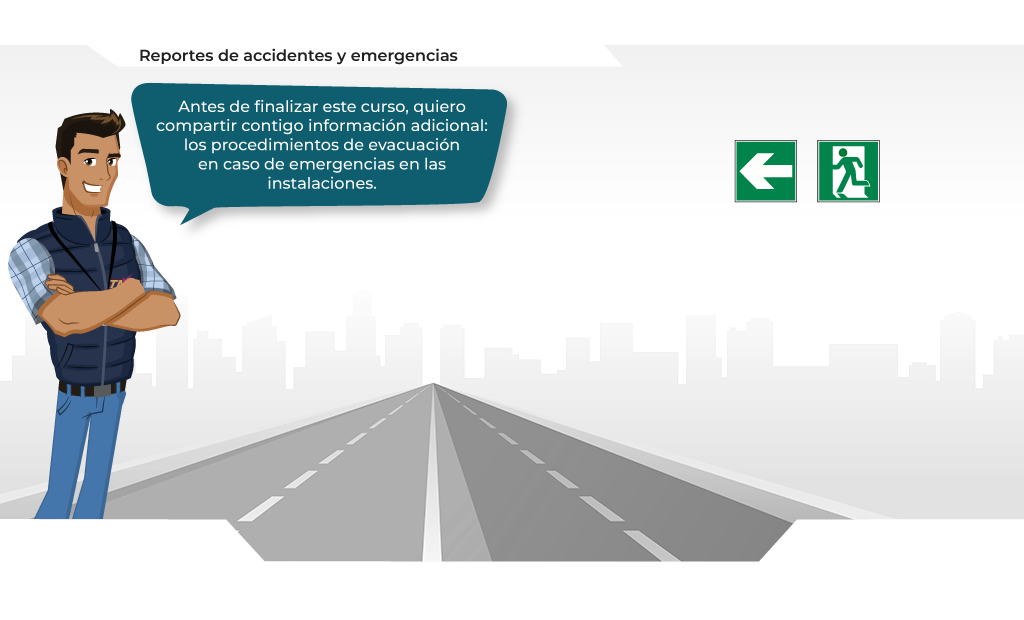 Reportes de accidentes y emergencias
Antes de finalizar este curso, quiero
compartir contigo información adicional:
los procedimientos de evacuación
en caso de emergencias en las
instalaciones.